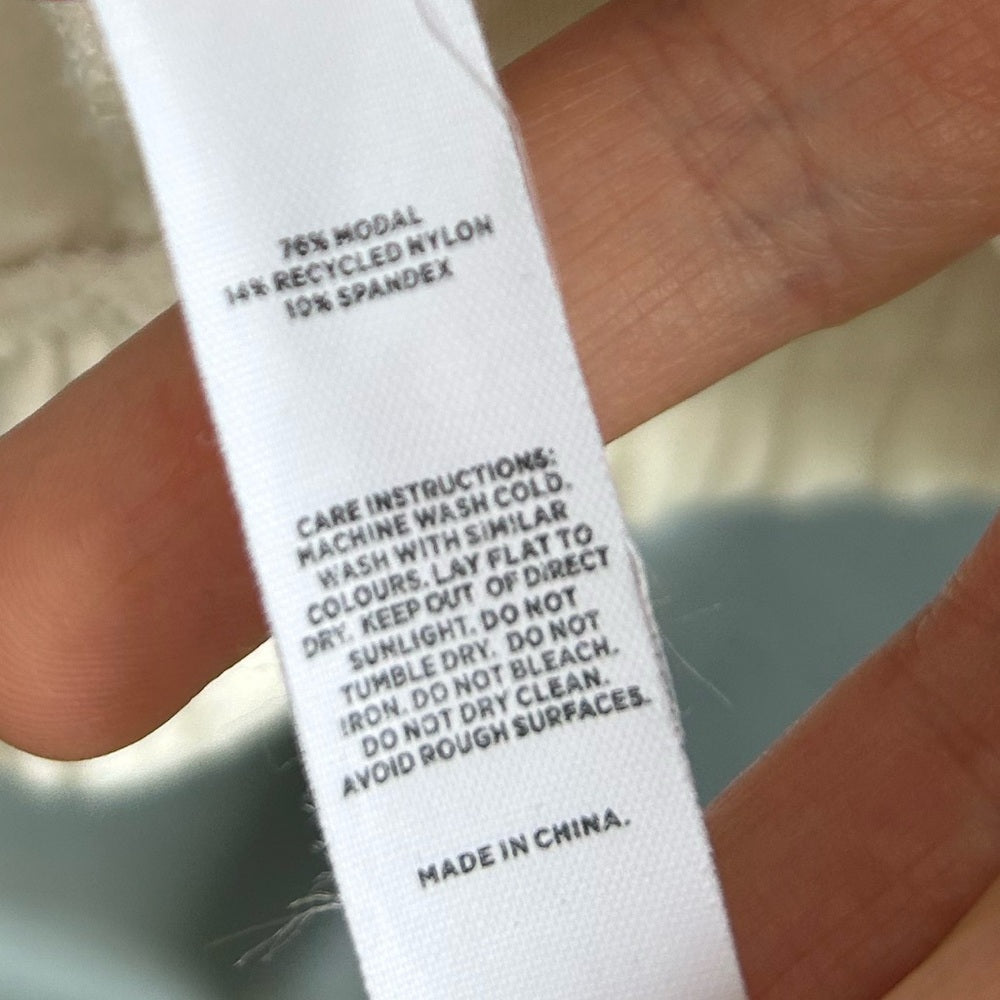 76% MODAL
14% RECYCLED NYLON
10% SPANDEX
CARE INSTRUCTIONS:
MACHINE WASH COLD.
WASH WITH SIMILAR
COLOURS. LAY FLAT TO
DRY. KEEP OUT OF DIRECT
SUNLIGHT. DO NOT
TUMBLE DRY. DO NOT
IRON. DO NOT BLEACH.
DO NOT DRY CLEAN.
AVOID ROUGH SURFACES.
MADE IN CHINA.